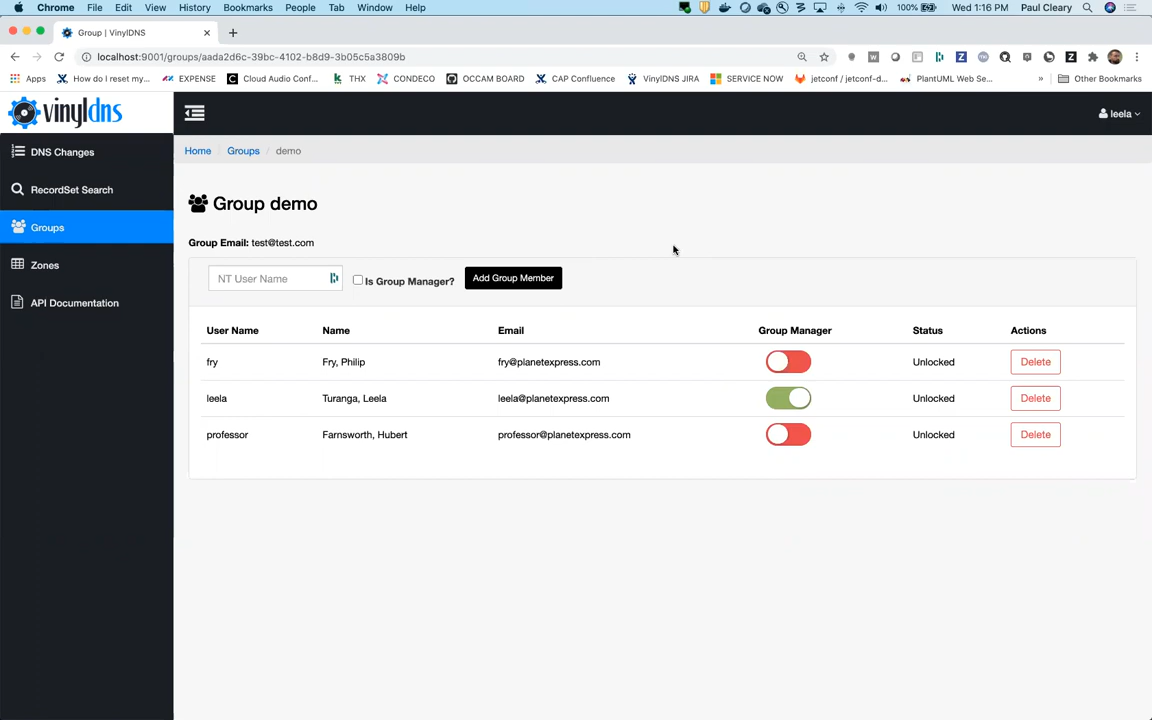 Chrome File Edit View History Bookmarks People Tab Window Help 100% Wed 1:16 PM Paul Cleary
Group | VinylDNS
localhost:9001/groups/aada2d6c-39bc-4102-b8d9-3b05c5a3809b
Apps How do I reset my... EXPENSE Cloud Audio Conf... THX CONDECO OCCAM BOARD CAP Confluence VinylDNS JIRA SERVICE NOW jetconf / jetconf-d... PlantUML Web Se... » Other Bookmarks
vinyldns
leela
DNS Changes
RecordSet Search
Groups
Zones
API Documentation
Home / Groups / demo
Group demo
Group Email: test@test.com
NT User Name Is Group Manager? Add Group Member
User Name Name Email Group Manager Status Actions
fry Fry, Philip fry@planetexpress.com Unlocked Delete
leela Turanga, Leela leela@planetexpress.com Unlocked Delete
professor Farnsworth, Hubert professor@planetexpress.com Unlocked Delete